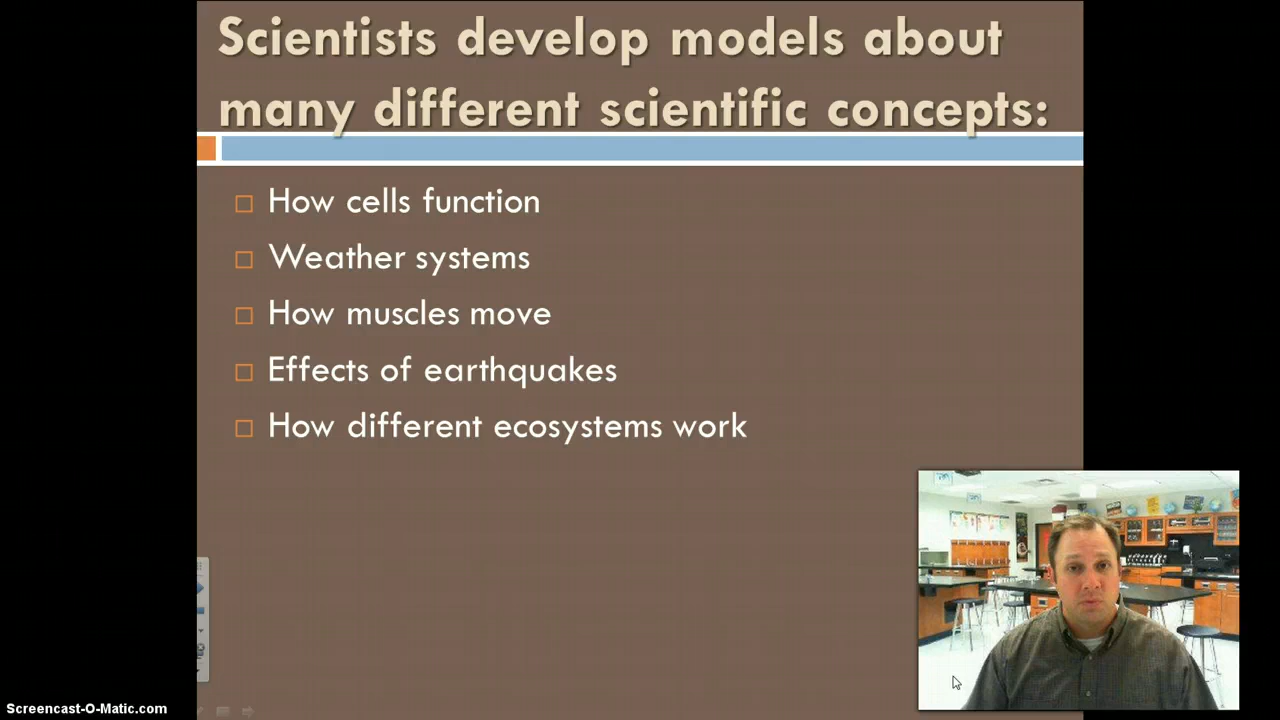 Scientists develop models about
many different scientific concepts:
How cells function
Weather systems
How muscles move
Effects of earthquakes
How different ecosystems work
Screencast-O-Matic.com